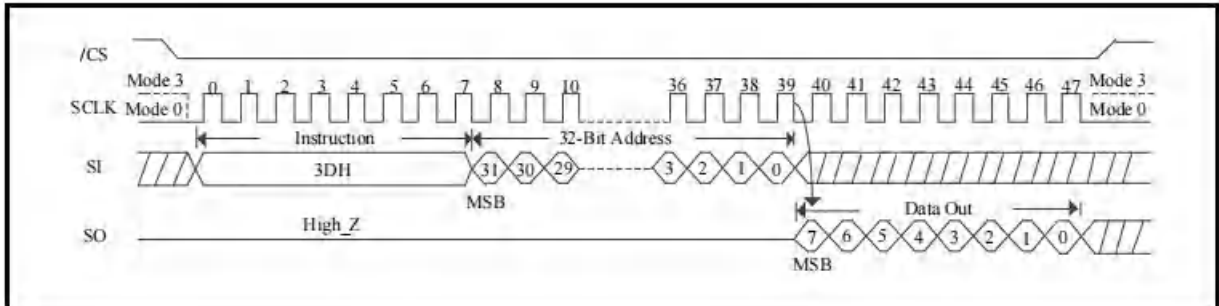 /CS
Mode 3 0 1 2 3 4 5 6 7 8 9 10 36 37 38 39 40 41 42 43 44 45 46 47 Mode 3
SCLK Mode 0 Mode 0
Instruction 32-Bit Address
SI 3DH 31 30 29 3 2 1 0
MSB Data Out
SO High_Z 7 6 5 4 3 2 1 0
MSB